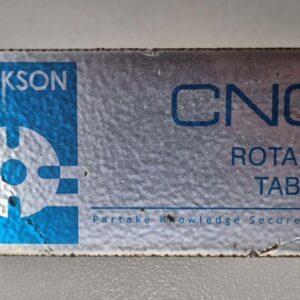 KSON
CNC
ROTA
TAB
Partake Knowledge Secure